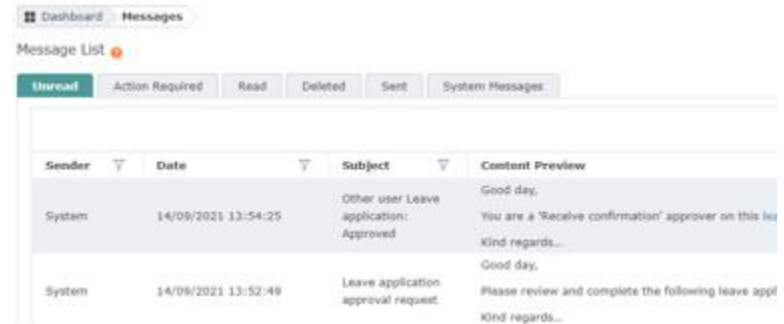 Dashboard Messages
Message List
Unread Action Required Read Deleted Sent System Messages
Sender Date Subject Content Preview
Good day,
Other user Leave
System 14/09/2021 13:54:25 application: You are a 'Receive confirmation' approver on this
Approved
Kind regards...
Good day,
Leave application
System 14/09/2021 13:52:49 approval request Please review and complete the following leave
Kind regards...